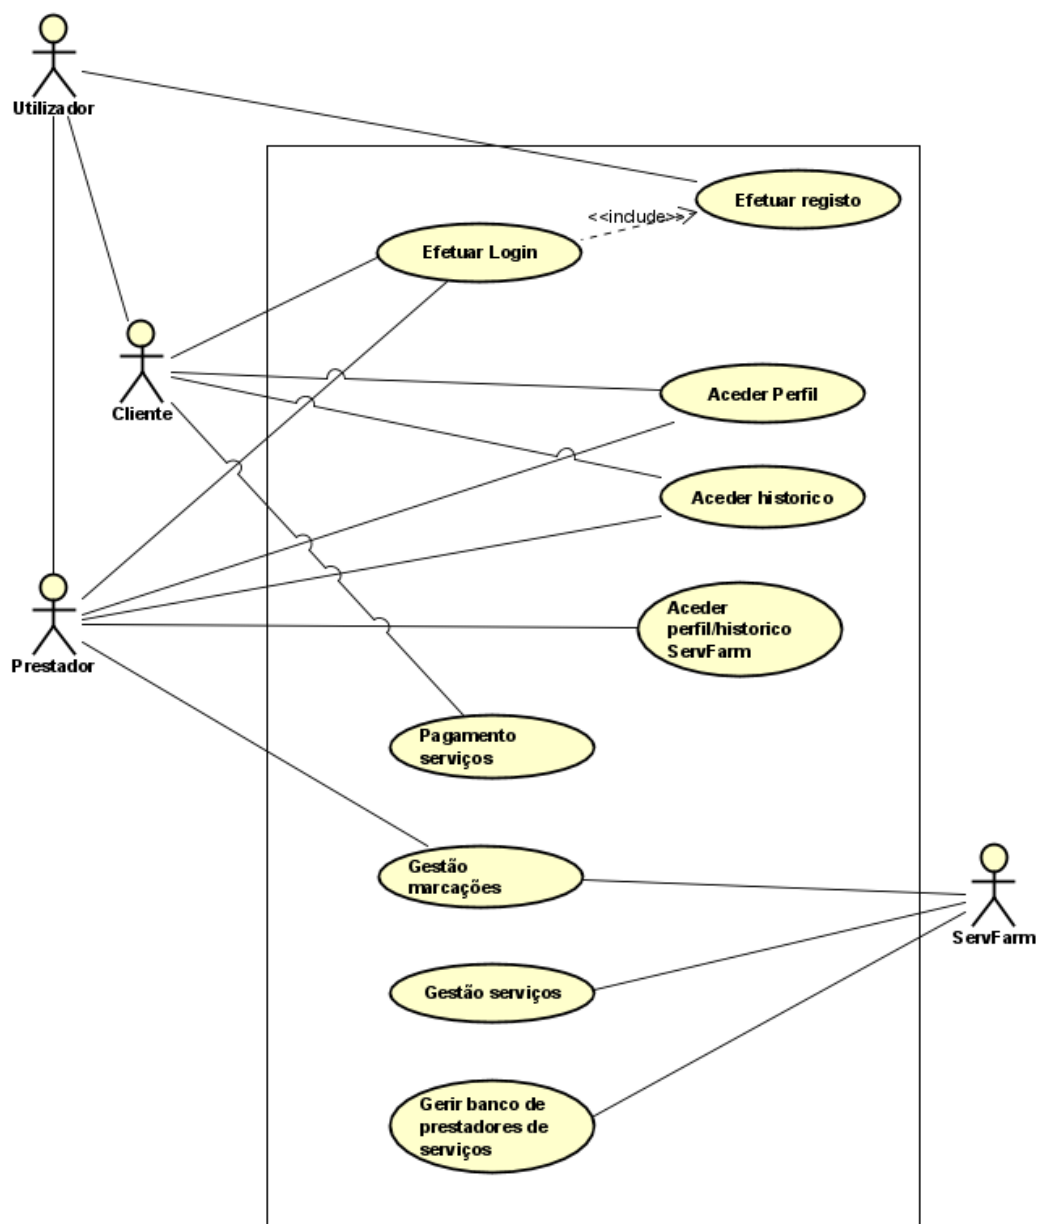 Utilizador
Efetuar registo
<<include>>
Efetuar Login
Cliente
Aceder Perfil
Aceder historico
Aceder
perfil/historico
ServFarm
Prestador
Pagamento
serviços
Gestão
marcações
ServFarm
Gestão serviços
Gerir banco de
prestadores de
serviços